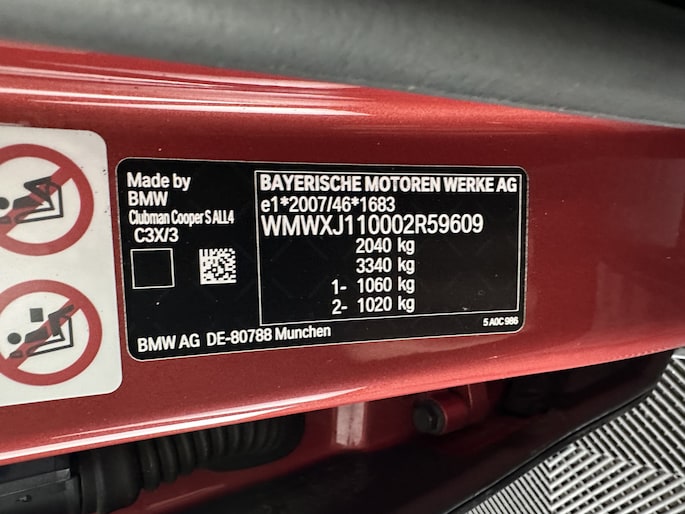 Made by
BMW
Clubman Cooper S ALL4
C3X/3
BAYERISCHE MOTOREN WERKE AG
e1*2007/46*1683
WMWXJ110002R59609
2040 kg
3340 kg
1- 1060 kg
2- 1020 kg
5 A0C 986
BMW AG DE-80788 Munchen